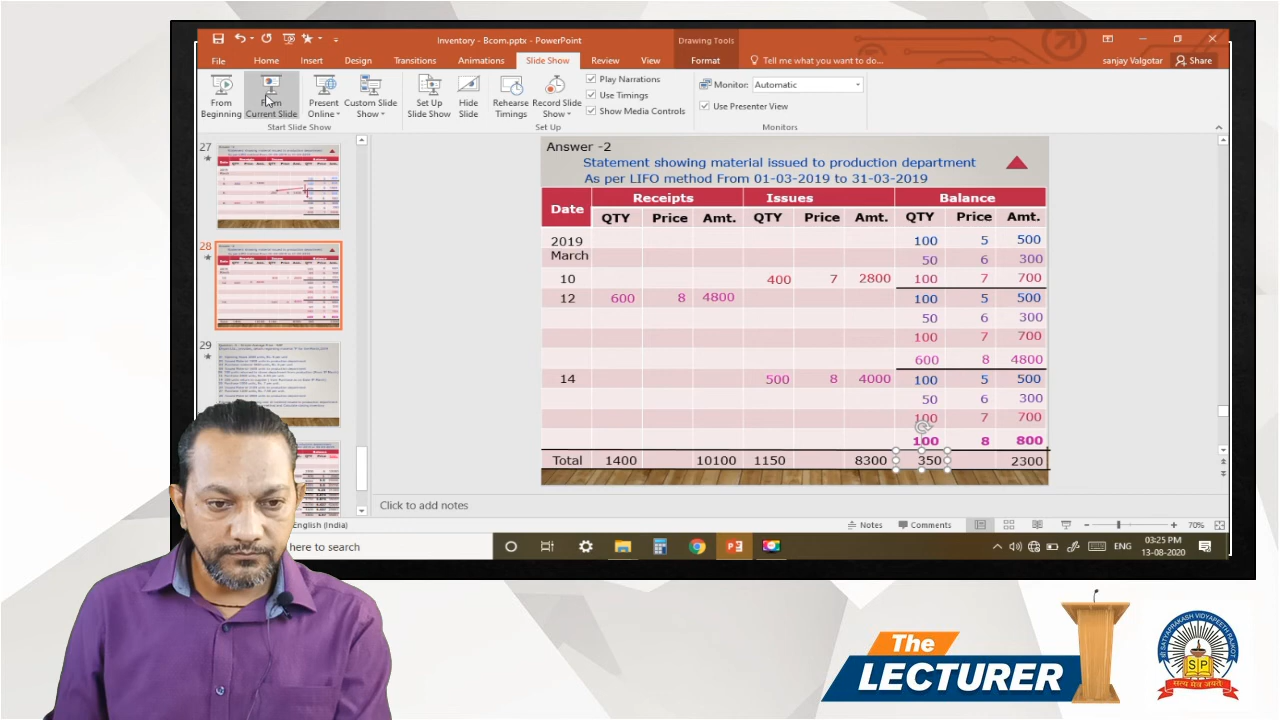 Inventory - Bcom.pptx - PowerPoint
Drawing Tools
File Home Insert Design Transitions Animations Slide Show Review View Format Tell me what you want to do... sanjay Valgotar Share
From Beginning
From Current Slide
Present Online
Custom Slide Show
Set Up Slide Show
Hide Slide
Rehearse Timings
Record Slide Show
Play Narrations
Use Timings
Show Media Controls
Monitor: Automatic
Use Presenter View
Start Slide Show
Set Up
Monitors
27
28
29
Answer -2
Statement showing material issued to production department
As per LIFO method From 01-03-2019 to 31-03-2019
Date Receipts Issues Balance
QTY Price Amt. QTY Price Amt. QTY Price Amt.
2019 100 5 500
March 50 6 300
10 400 7 2800 100 7 700
12 600 8 4800 100 5 500
50 6 300
100 7 700
600 8 4800
14 500 8 4000 100 5 500
50 6 300
100 7 700
100 8 800
Total 1400 10100 1150 8300 350 2300
Click to add notes
English (India)
Notes
Comments
70%
here to search
ENG
03:25 PM
13-08-2020
The
LECTURER
SP
सत्य मेव जयते